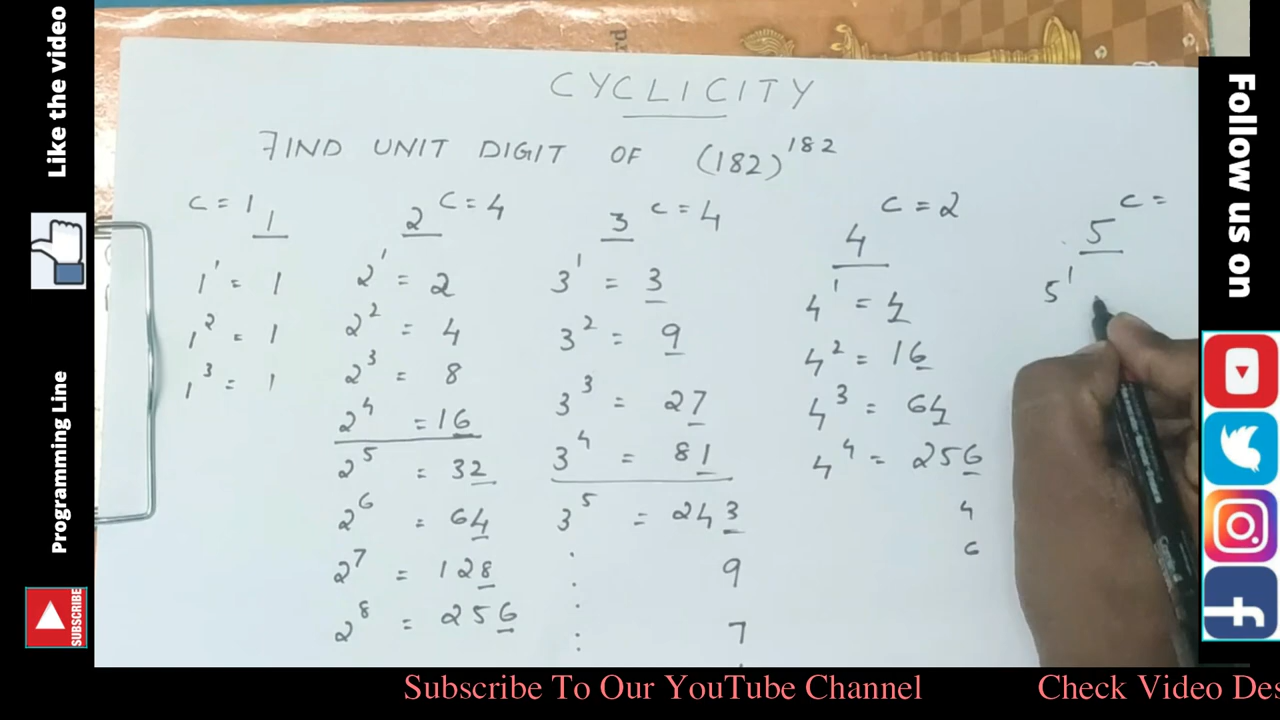 Like the video
Programming Line
SUBSCRIBE
rd
CYCLICITY
FIND UNIT DIGIT OF (182)^182
C = 1
1
1^1 = 1
1^2 = 1
1^3 = 1
2 C = 4
2^1 = 2
2^2 = 4
2^3 = 8
2^4 = 16
2^5 = 32
2^6 = 64
2^7 = 128
2^8 = 256
3 C = 4
3^1 = 3
3^2 = 9
3^3 = 27
3^4 = 81
3^5 = 243
9
7
C = 2
4
4^1 = 4
4^2 = 16
4^3 = 64
4^4 = 256
4
6
C =
5
5^1
Follow us on
Subscribe To Our YouTube Channel
Check Video Des